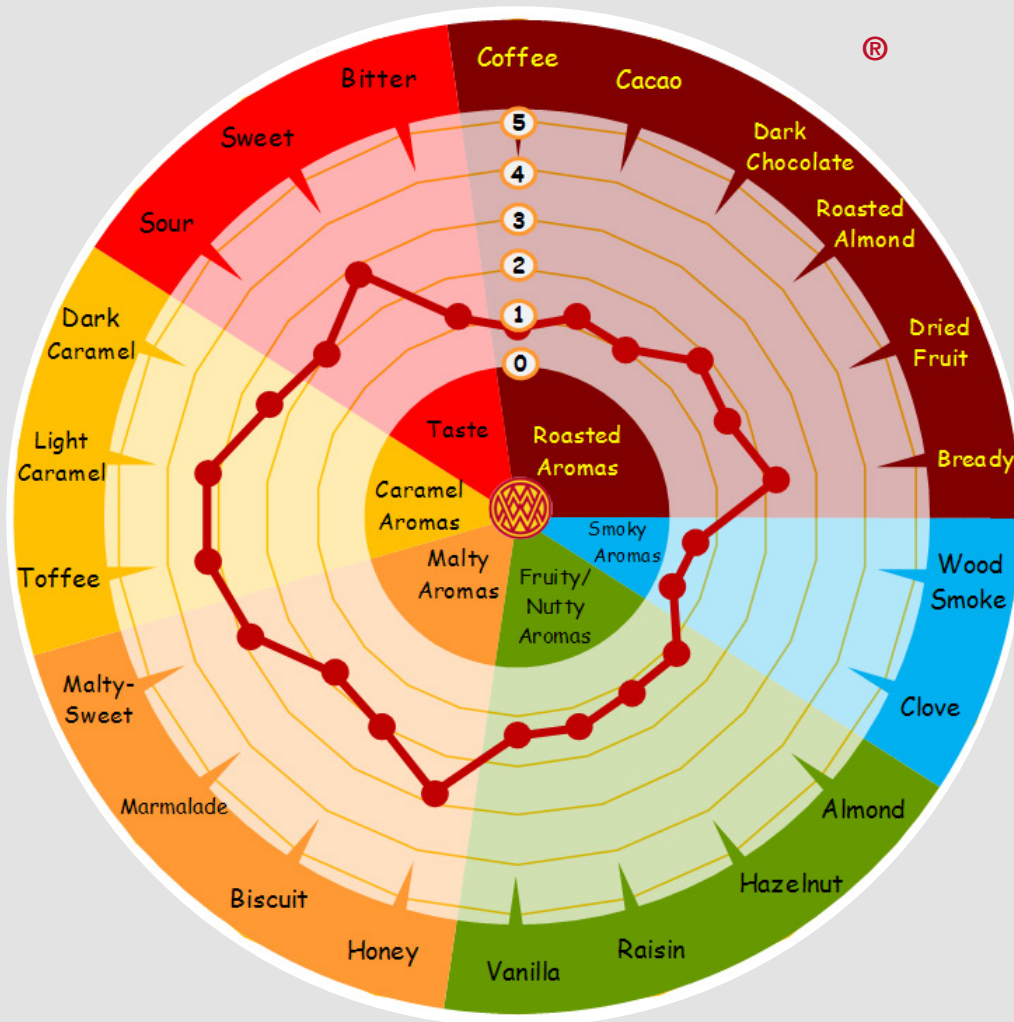 ®
Coffee
Cacao
Dark
Chocolate
Roasted
Almond
Dried
Fruit
Bready
Wood
Smoke
Clove
Almond
Hazelnut
Raisin
Vanilla
Honey
Biscuit
Marmalade
Malty-
Sweet
Toffee
Light
Caramel
Dark
Caramel
Sour
Sweet
Bitter
5
4
3
2
1
0
Taste
Roasted
Aromas
Caramel
Aromas
Smoky
Aromas
Malty
Aromas
Fruity/
Nutty
Aromas